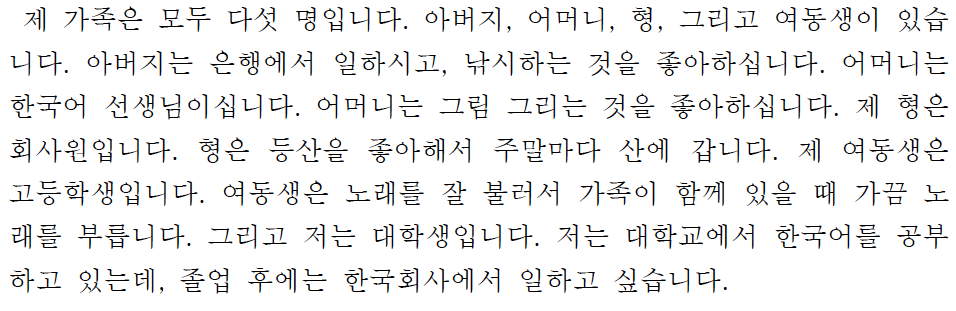 제 가족은 모두 다섯 명입니다. 아버지, 어머니, 형, 그리고 여동생이 있습
니다. 아버지는 은행에서 일하시고, 낚시하는 것을 좋아하십니다. 어머니는
한국어 선생님이십니다. 어머니는 그림 그리는 것을 좋아하십니다. 제 형은
회사원입니다. 형은 등산을 좋아해서 주말마다 산에 갑니다. 제 여동생은
고등학생입니다. 여동생은 노래를 잘 불러서 가족이 함께 있을 때 가끔 노
래를 부릅니다. 그리고 저는 대학생입니다. 저는 대학교에서 한국어를 공부
하고 있는데, 졸업 후에는 한국회사에서 일하고 싶습니다.